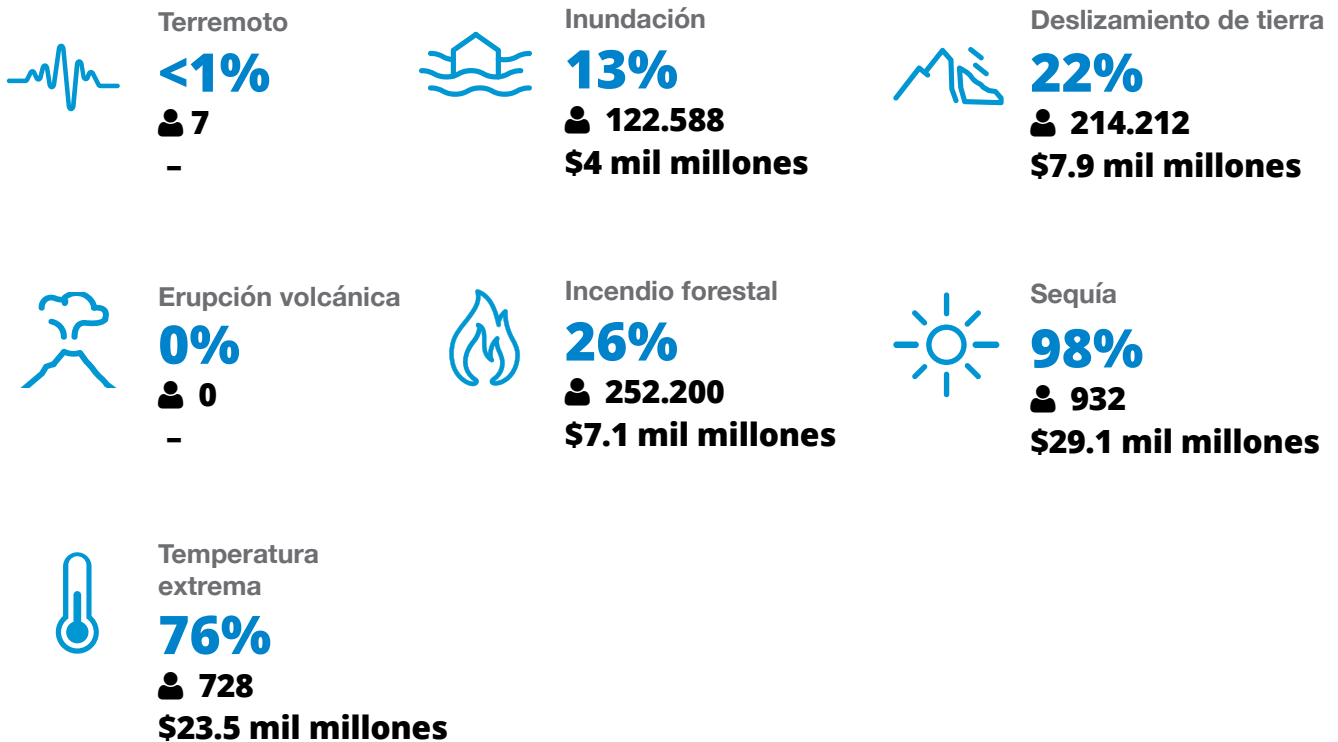 Terremoto
<1%
7
–
Inundación
13%
122.588
$4 mil millones
Deslizamiento de tierra
22%
214.212
$7.9 mil millones
Erupción volcánica
0%
0
–
Incendio forestal
26%
252.200
$7.1 mil millones
Sequía
98%
932
$29.1 mil millones
Temperatura
extrema
76%
728
$23.5 mil millones